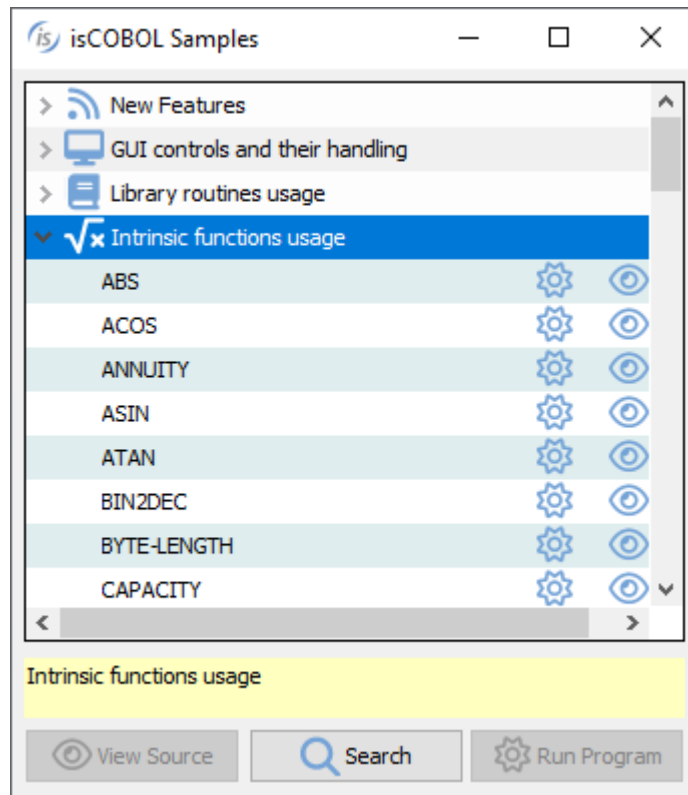 is isCOBOL Samples
New Features
GUI controls and their handling
Library routines usage
√x Intrinsic functions usage
ABS
ACOS
ANNUITY
ASIN
ATAN
BIN2DEC
BYTE-LENGTH
CAPACITY
Intrinsic functions usage
View Source Search Run Program